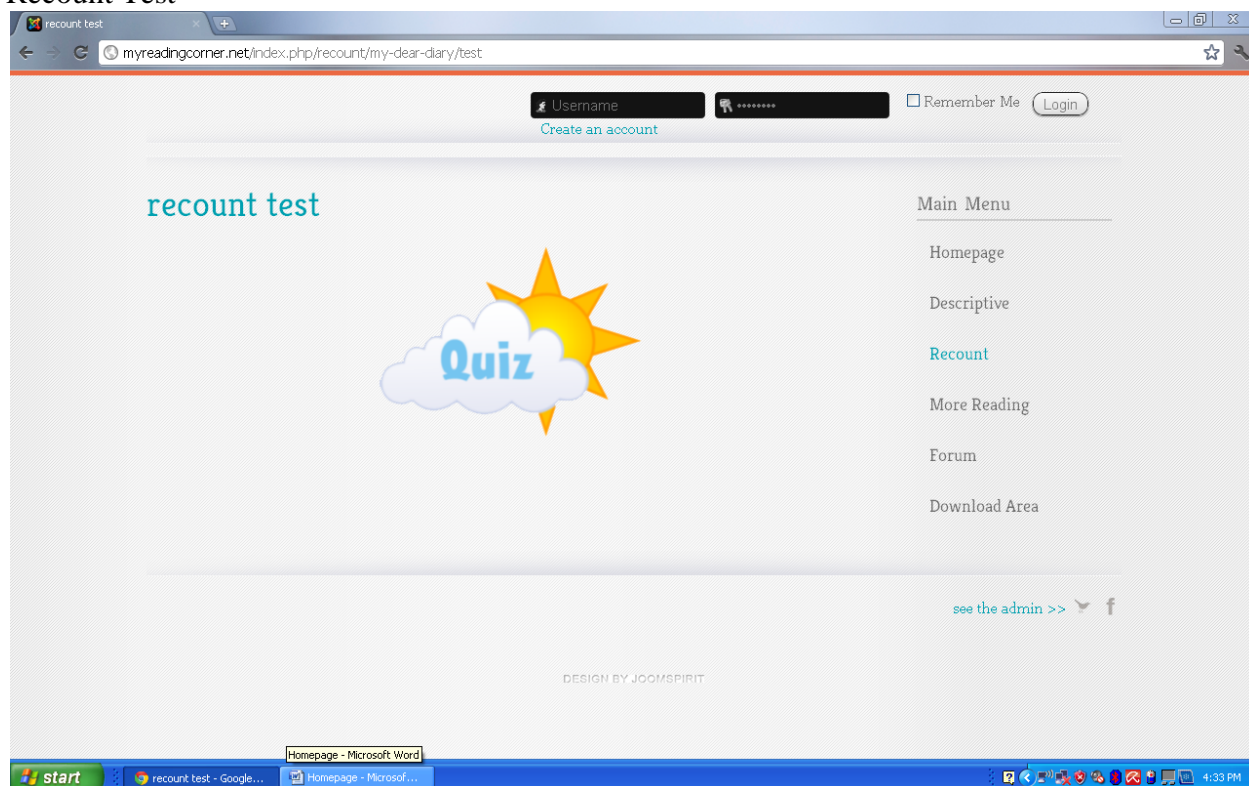 Recount Test
recount test
myreadingcorner.net/index.php/recount/my-dear-diary/test
Username
Remember Me
Login
Create an account
recount test
Main Menu
Homepage
Descriptive
Quiz
Recount
More Reading
Forum
Download Area
see the admin >>
DESIGN BY JOOMSPIRIT
Homepage - Microsoft Word
start
recount test - Google...
Homepage - Microsof...
4:33 PM